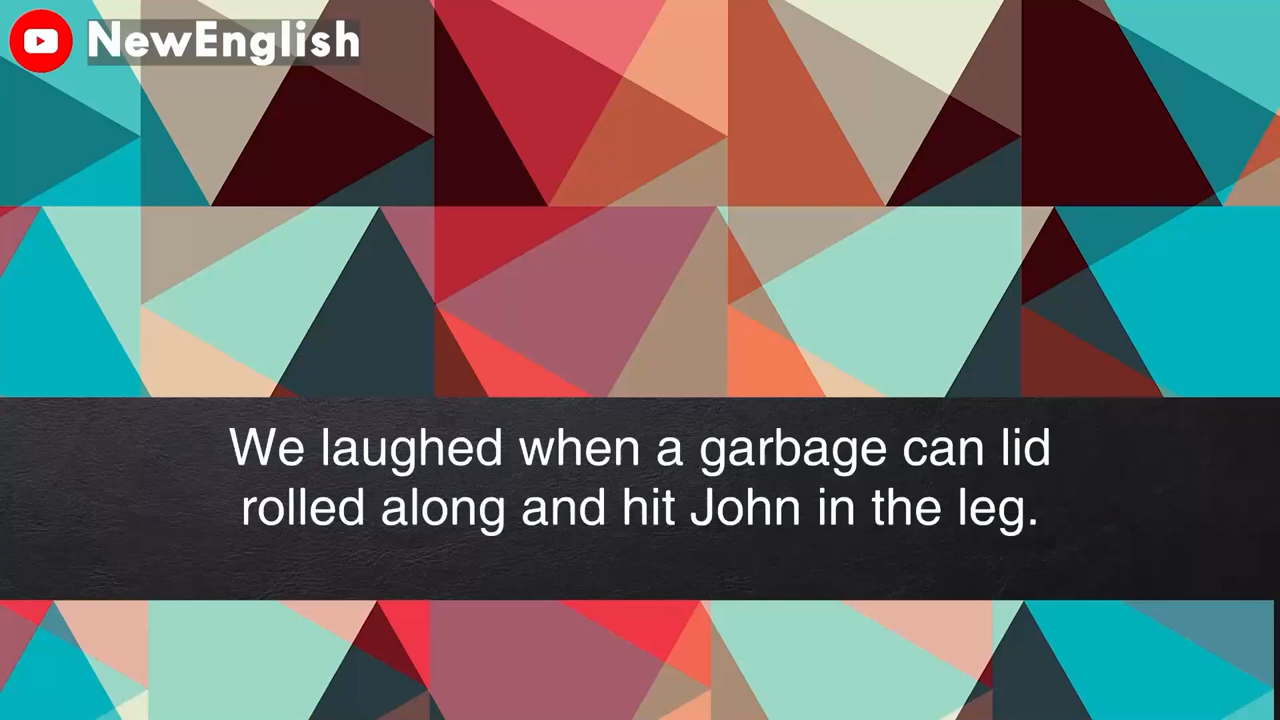 NewEnglish
We laughed when a garbage can lid
rolled along and hit John in the leg.